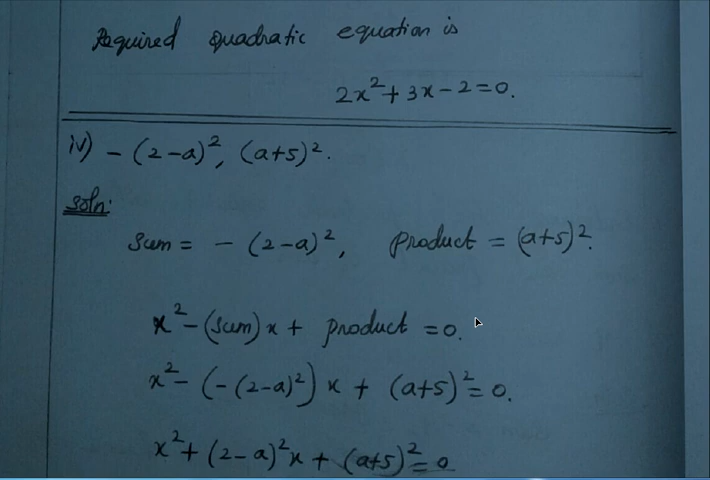 Required quadratic equation is
2x²+3x-2=0.
iv) - (2-a)², (a+5)².
soln:
sum = - (2-a)², product = (a+5)².
x² - (sum)x + product = 0.
x² - (-(2-a)²) x + (a+5)² = 0.
x² + (2-a)²x + (a+5)² = 0